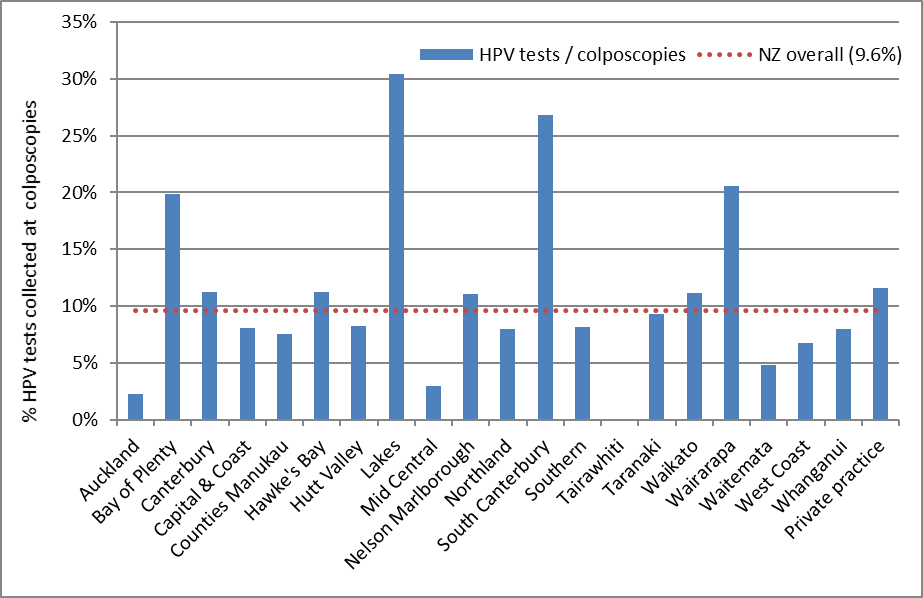 35%
HPV tests / colposcopies
NZ overall (9.6%)
30%
25%
20%
15%
10%
5%
0%
% HPV tests collected at colposcopies
Auckland
Bay of Plenty
Canterbury
Capital & Coast
Counties Manukau
Hawke's Bay
Hutt Valley
Lakes
Mid Central
Nelson Marlborough
Northland
South Canterbury
Southern
Tairawhiti
Taranaki
Waikato
Wairarapa
Waitemata
West Coast
Whanganui
Private practice